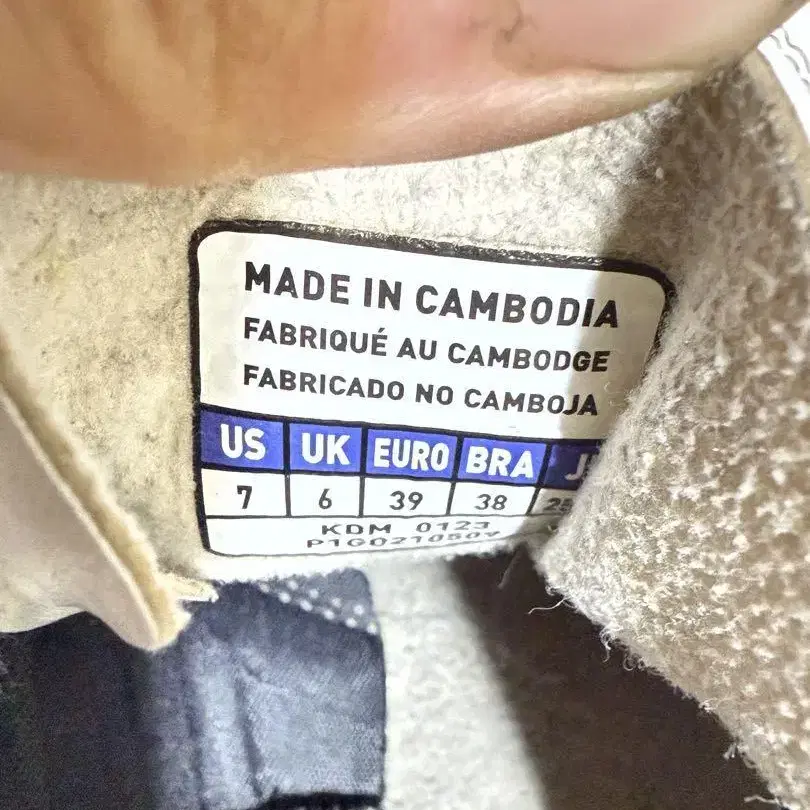 MADE IN CAMBODIA
FABRIQUÉ AU CAMBODGE
FABRICADO NO CAMBOJA
US UK EURO BRA
7 6 39 38
KDM 0123